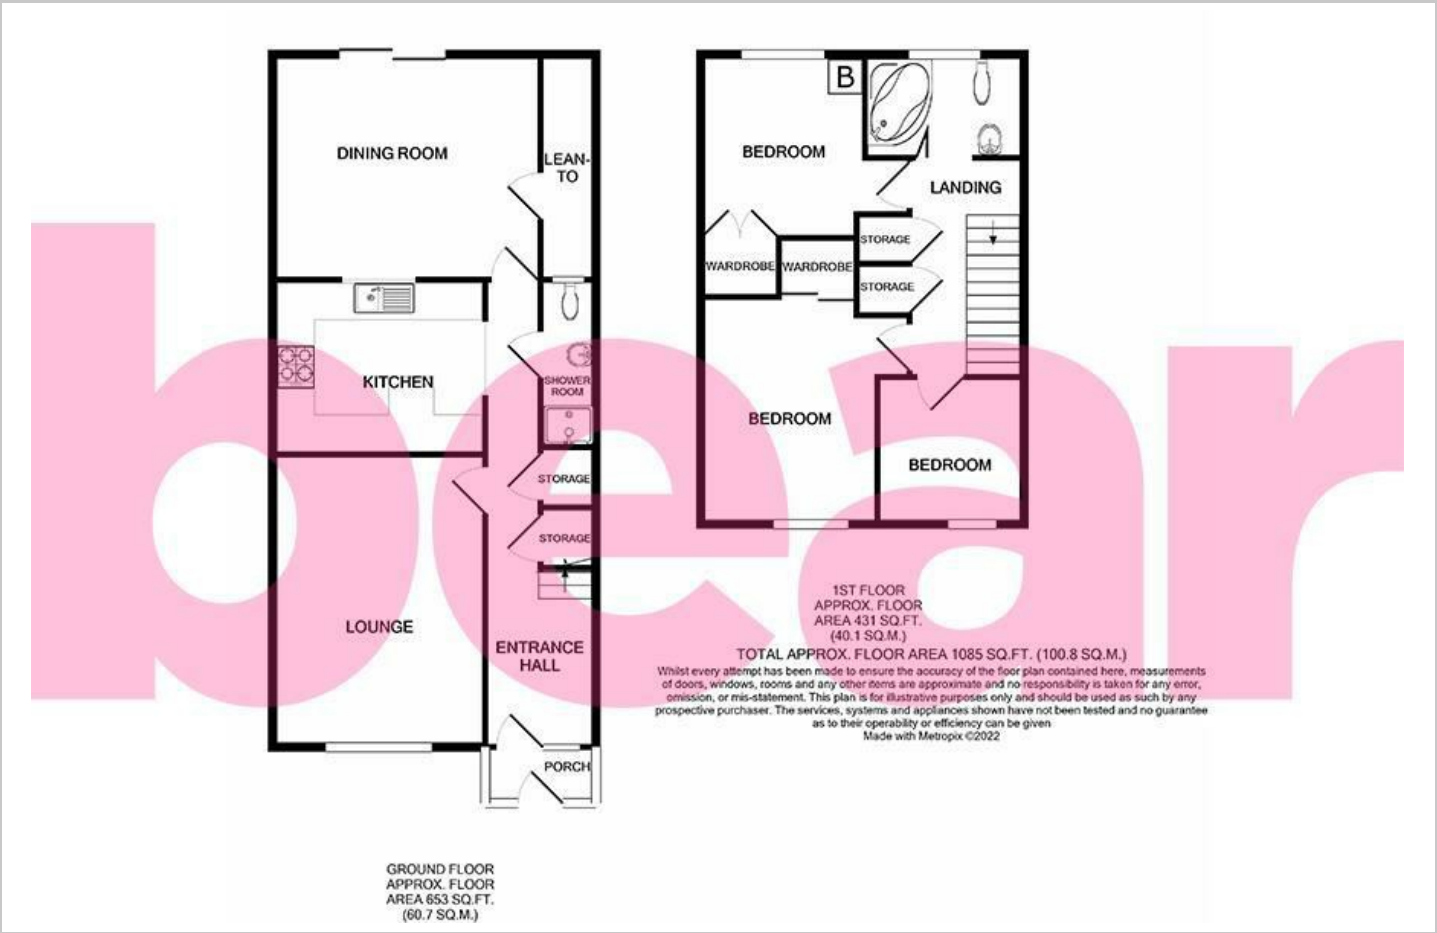 DINING ROOM
LEAN-
TO
KITCHEN
SHOWER
ROOM
STORAGE
STORAGE
LOUNGE
ENTRANCE
HALL
PORCH
GROUND FLOOR
APPROX. FLOOR
AREA 653 SQ.FT.
(60.7 SQ.M.)
B
BEDROOM
LANDING
STORAGE
WARDROBE
WARDROBE
STORAGE
BEDROOM
BEDROOM
bear
1ST FLOOR
APPROX. FLOOR
AREA 431 SQ.FT.
(40.1 SQ.M.)
TOTAL APPROX. FLOOR AREA 1085 SQ.FT. (100.8 SQ.M.)
Whilst every attempt has been made to ensure the accuracy of the floor plan contained here, measurements
of doors, windows, rooms and any other items are approximate and no responsibility is taken for any error,
omission, or mis-statement. This plan is for illustrative purposes only and should be used as such by any
prospective purchaser. The services, systems and appliances shown have not been tested and no guarantee
as to their operability or efficiency can be given
Made with Metropix ©2022